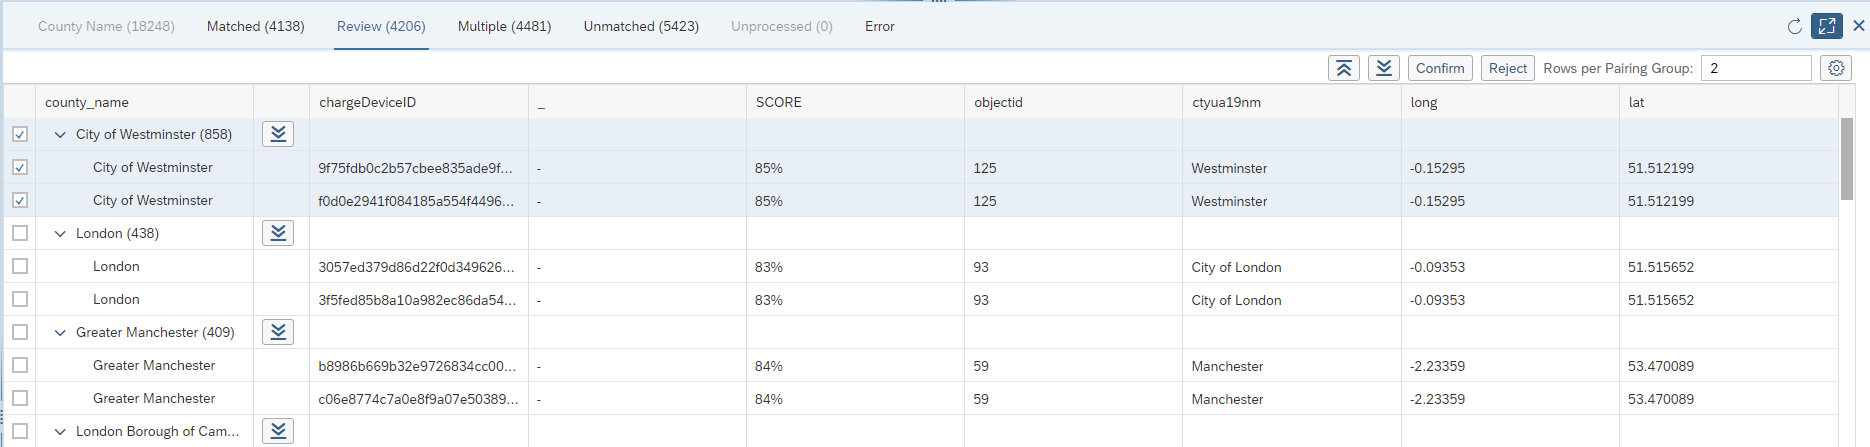 County Name (18248) Matched (4138) Review (4206) Multiple (4481) Unmatched (5423) Unprocessed (0) Error
Confirm Reject Rows per Pairing Group: 2
county_name chargeDeviceID _ SCORE objectid ctyua19nm long lat
City of Westminster (858)
City of Westminster 9f75fdb0c2b57cbee835ade9f... - 85% 125 Westminster -0.15295 51.512199
City of Westminster f0d0e2941f084185a554f4496... - 85% 125 Westminster -0.15295 51.512199
London (438)
London 3057ed379d86d22f0d349626... - 83% 93 City of London -0.09353 51.515652
London 3f5fed85b8a10a982ec86da54... - 83% 93 City of London -0.09353 51.515652
Greater Manchester (409)
Greater Manchester b8986b669b32e9726834cc00... - 84% 59 Manchester -2.23359 53.470089
Greater Manchester c06e8774c7a0e8f9a07e50389... - 84% 59 Manchester -2.23359 53.470089
London Borough of Cam...